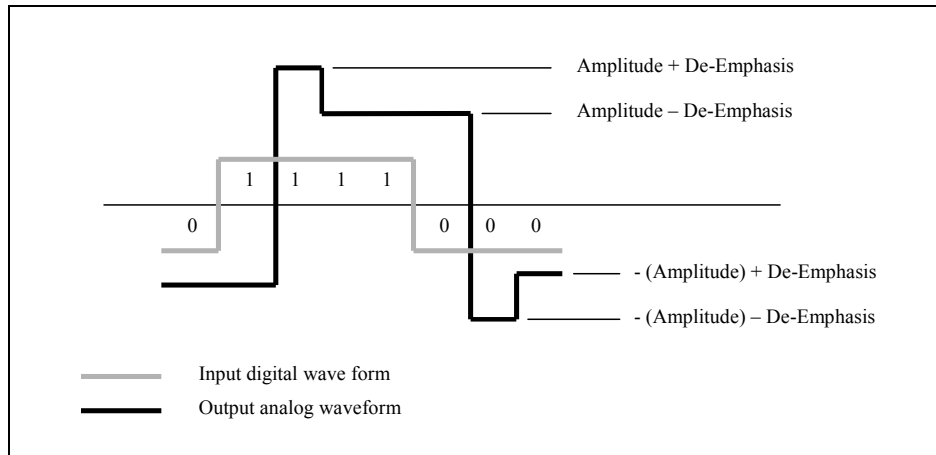 Amplitude + De-Emphasis
Amplitude – De-Emphasis
1 1 1 1
0 0 0 0
- (Amplitude) + De-Emphasis
- (Amplitude) – De-Emphasis
Input digital wave form
Output analog waveform